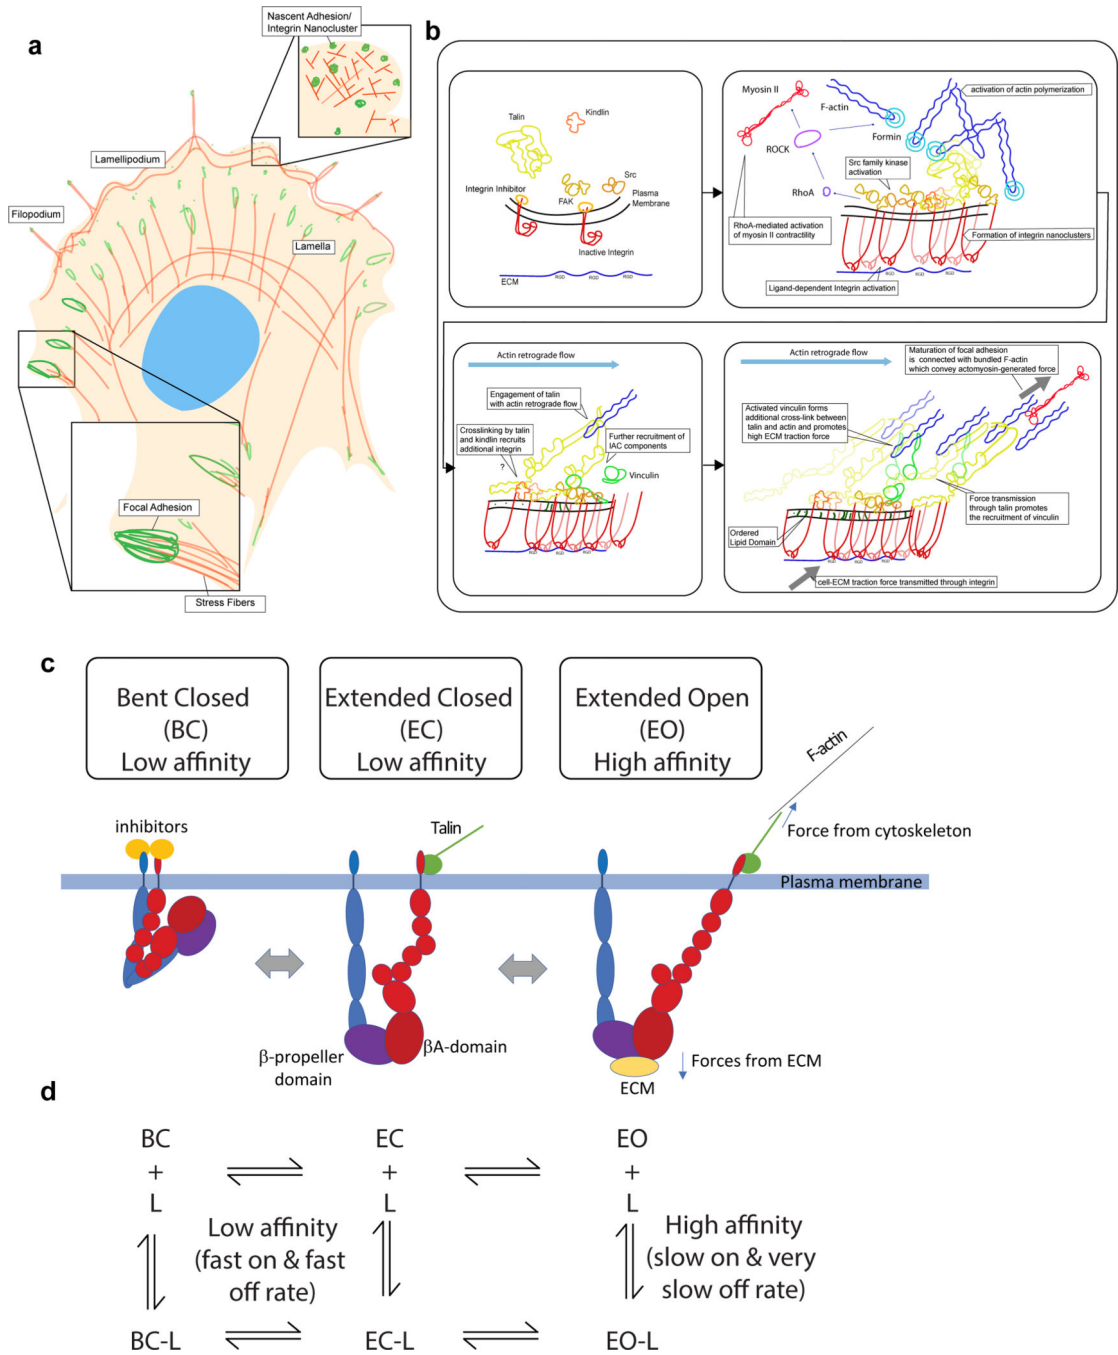 a
Nascent Adhesion/
Integrin Nanocluster
Lamellipodium
Filopodium
Lamella
Focal Adhesion
Stress Fibers
b
Talin
Kindlin
Integrin Inhibitor
FAK
Src
Plasma
Membrane
Inactive Integrin
ECM
RGD
RGD
RGD
Myosin II
F-actin
activation of actin polymerization
Formin
ROCK
Src family kinase
activation
RhoA
RhoA-mediated activation
of myosin II contractility
Formation of integrin nanoclusters
RGD
RGD
RGD
Ligand-dependent Integrin activation
Actin retrograde flow
Engagement of talin
with actin retrograde flow
Crosslinking by talin
and kindlin recruits
additional integrin
?
Further recruitment of
IAC components
Vinculin
RGD
RGD
RGD
Actin retrograde flow
Maturation of focal adhesion
is connected with bundled F-actin
which convey actomyosin-generated force
Activated vinculin forms
additional cross-link between
talin and actin and promotes
high ECM traction force
Force transmission
through talin promotes
the recruitment of vinculin
Ordered
Lipid Domain
RGD
RGD
RGD
cell-ECM traction force transmitted through integrin
c
Bent Closed
(BC)
Low affinity
Extended Closed
(EC)
Low affinity
Extended Open
(EO)
High affinity
inhibitors
Talin
F-actin
Force from cytoskeleton
Plasma membrane
β-propeller
domain
βA-domain
ECM
Forces from ECM
d
BC
+
L
EC
+
L
EO
+
L
Low affinity
(fast on & fast
off rate)
High affinity
(slow on & very
slow off rate)
BC-L
EC-L
EO-L